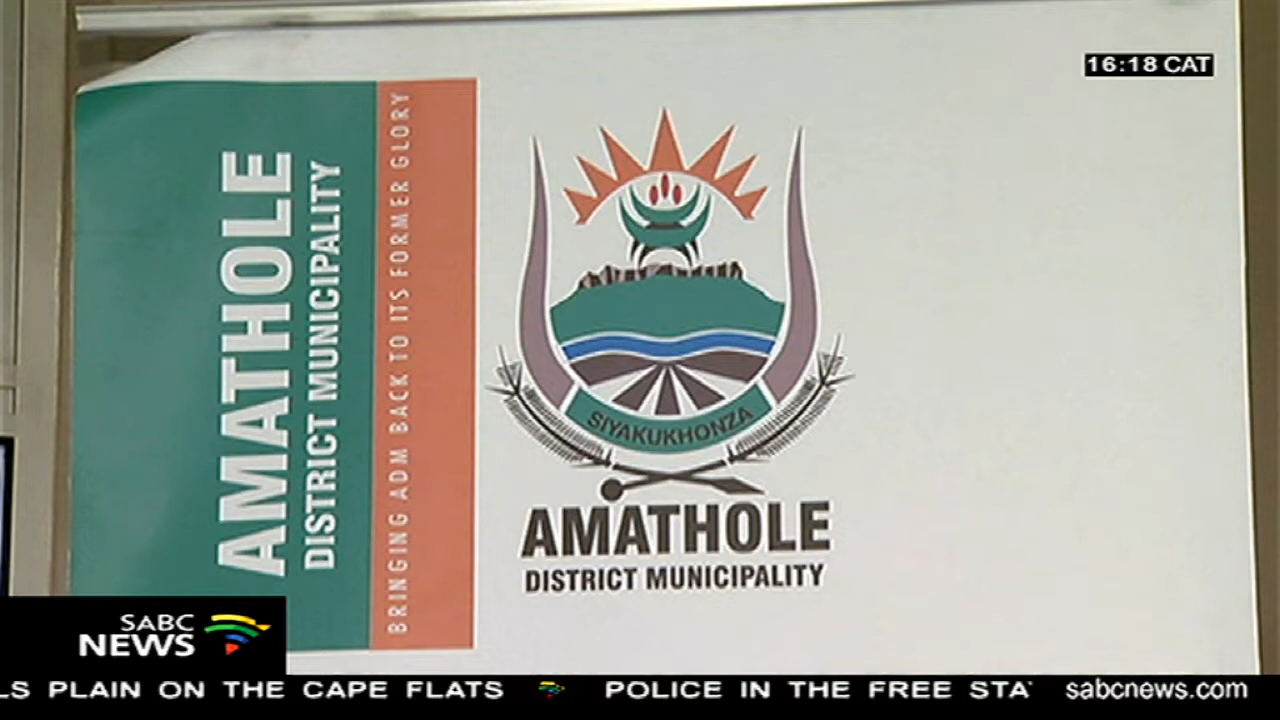 16:18 CAT
AMATHOLE
DISTRICT MUNICIPALITY
BRINGING ADM BACK TO ITS FORMER GLORY
SIYAKUKHONZA
AMATHOLE
DISTRICT MUNICIPALITY
SABC
NEWS
LS PLAIN ON THE CAPE FLATS POLICE IN THE FREE STA
sabcnews.com